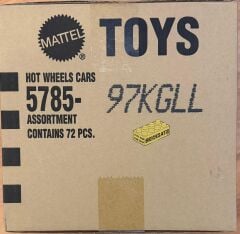 MATTEL ®
TOYS
HOT WHEELS CARS
5785- 97KGLL
ASSORTMENT
CONTAINS 72 PCS.